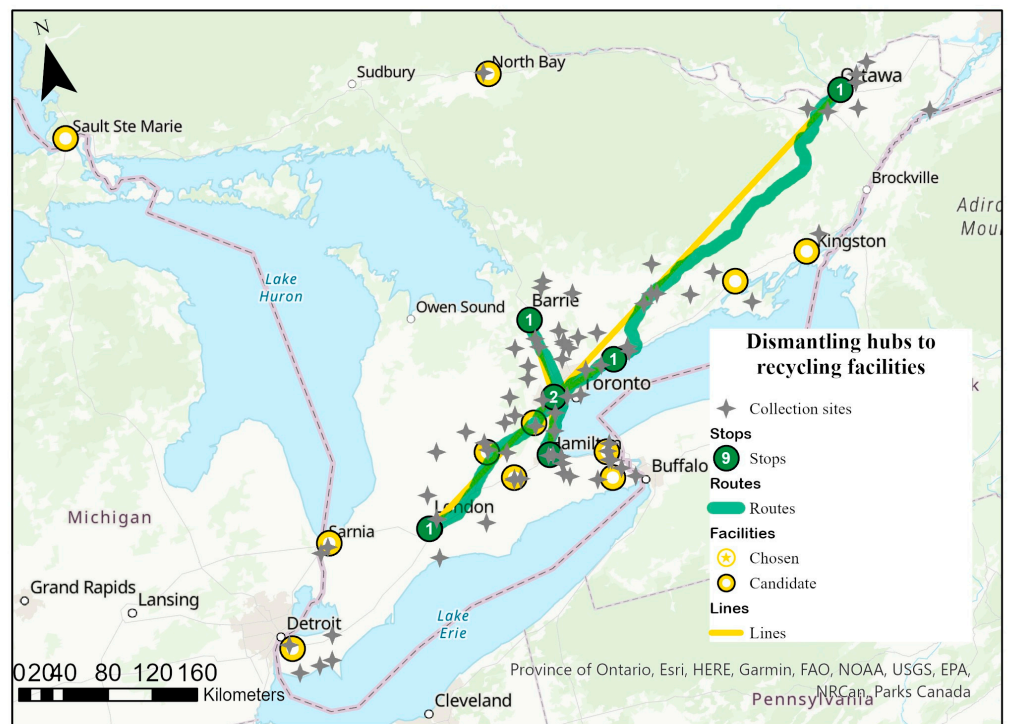 N
North Bay
Sudbury
Ottawa
1
Sault Ste Marie
Brockville
Adiro
Mou
Kingston
Lake
Huron
Owen Sound
Barrie
1
1
Toronto
2
Hamilton
Buffalo
London
1
Michigan
Sarnia
Grand Rapids
Lansing
Detroit
Lake
Erie
Cleveland
Pennsylvania
k
Dismantling hubs to
recycling facilities
Collection sites
Stops
9 Stops
Routes
Routes
Facilities
Chosen
Candidate
Lines
Lines
0 20 40 80 120 160
Kilometers
Province of Ontario, Esri, HERE, Garmin, FAO, NOAA, USGS, EPA,
NRCan, Parks Canada